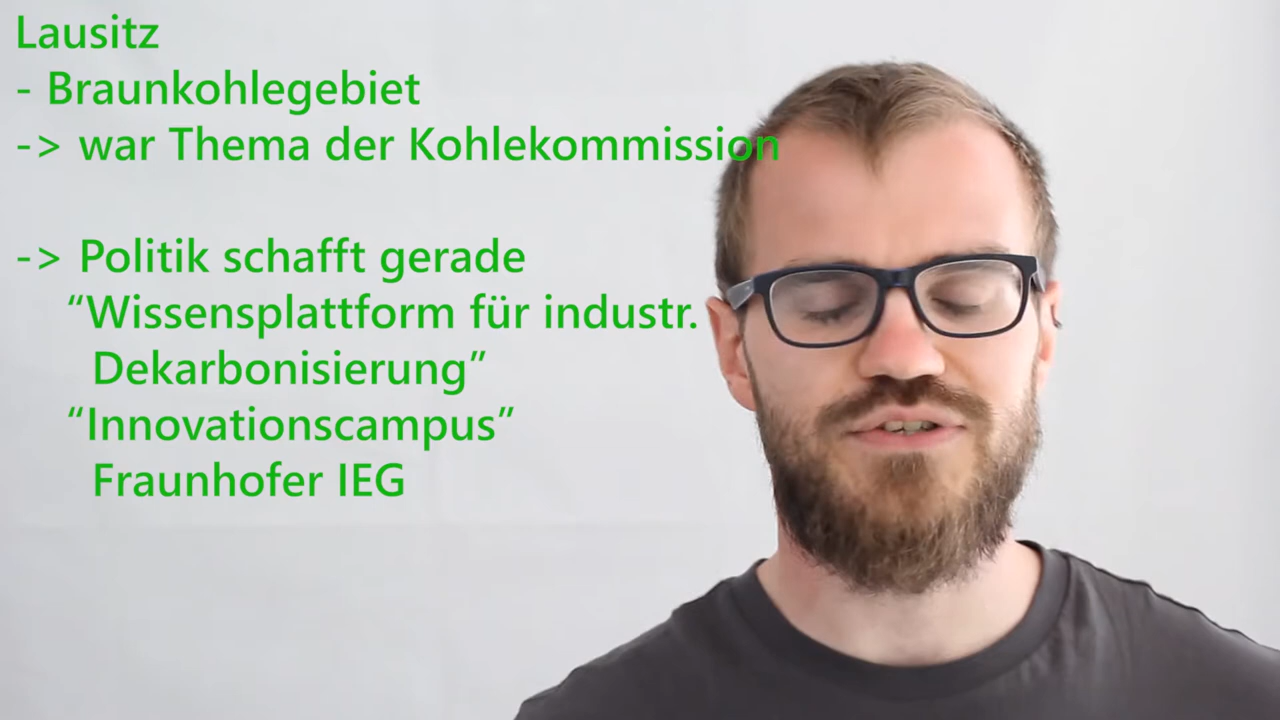 Lausitz
- Braunkohlegebiet
-> war Thema der Kohlekommission
-> Politik schafft gerade
“Wissensplattform für industr.
Dekarbonisierung”
“Innovationscampus”
Fraunhofer IEG